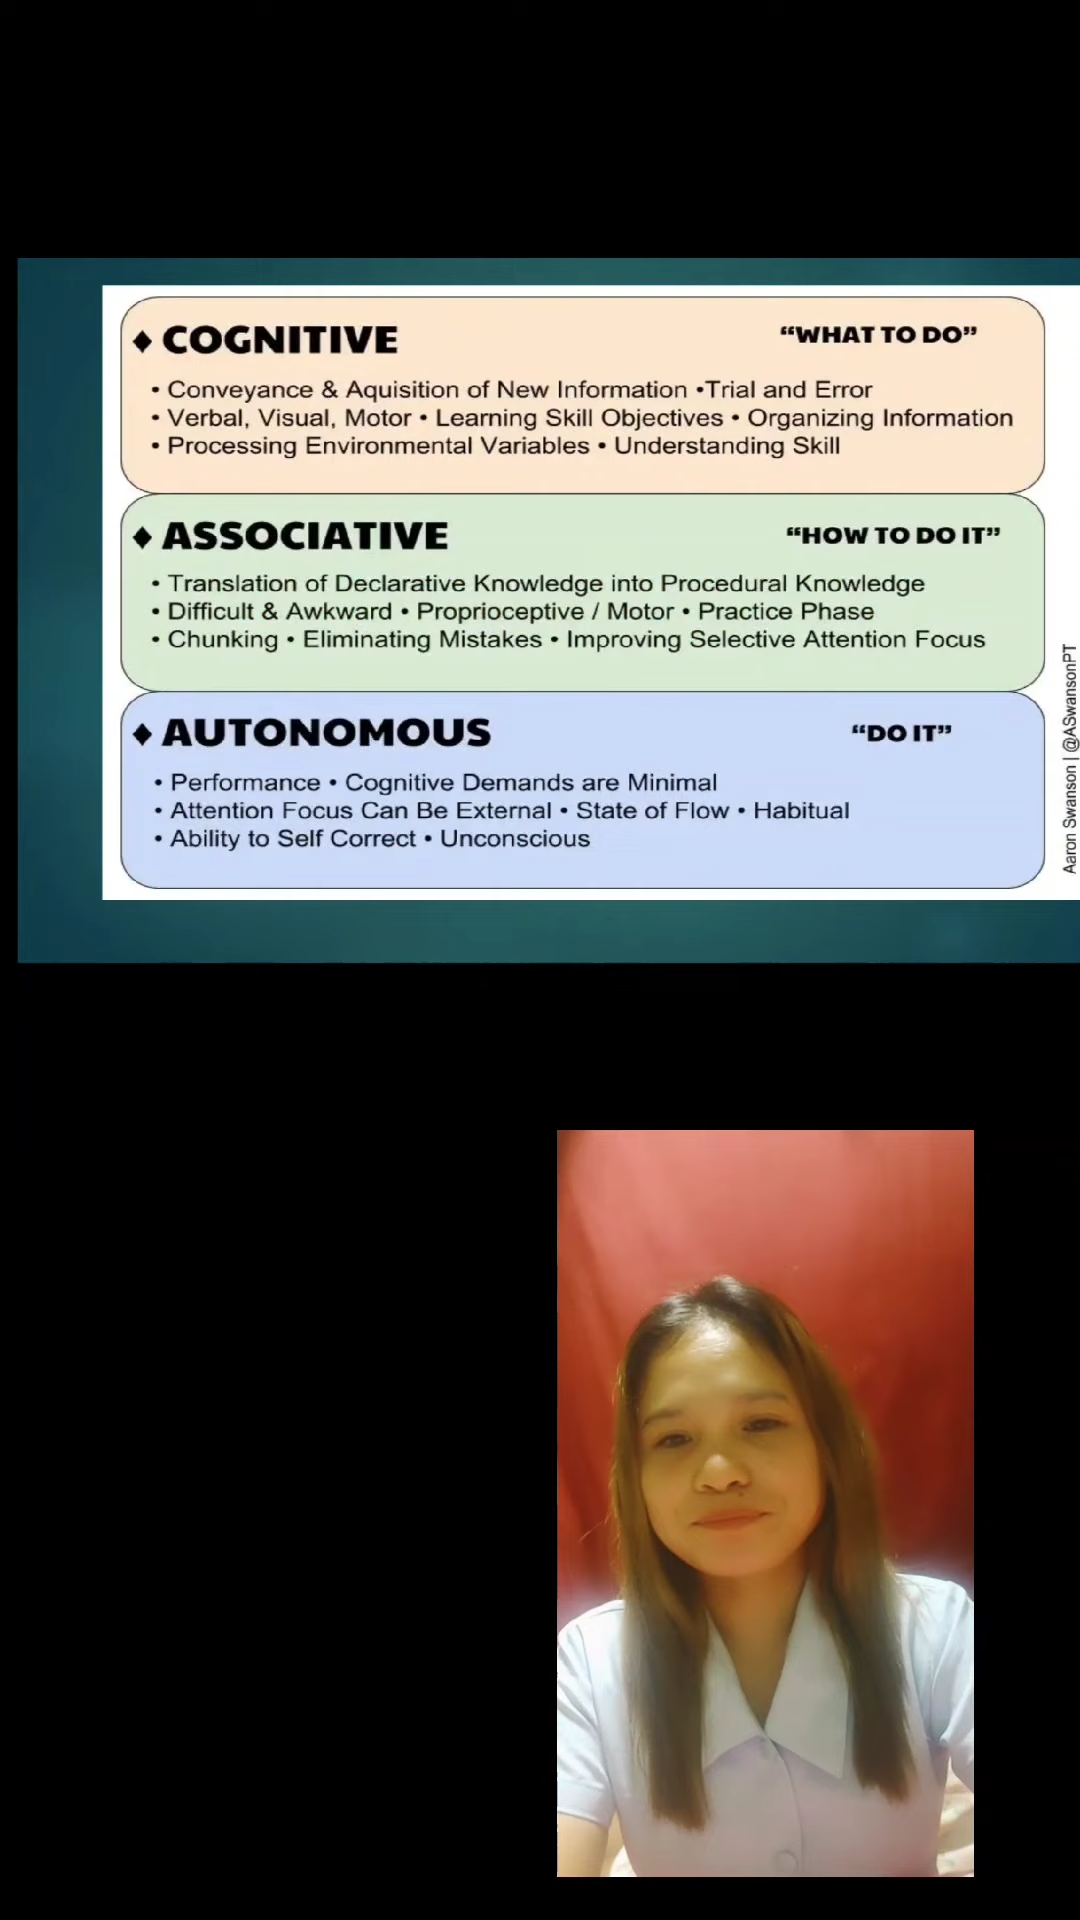 ♦ COGNITIVE “WHAT TO DO”
• Conveyance & Aquisition of New Information •Trial and Error
• Verbal, Visual, Motor • Learning Skill Objectives • Organizing Information
• Processing Environmental Variables • Understanding Skill
♦ ASSOCIATIVE “HOW TO DO IT”
• Translation of Declarative Knowledge into Procedural Knowledge
• Difficult & Awkward • Proprioceptive / Motor • Practice Phase
• Chunking • Eliminating Mistakes • Improving Selective Attention Focus
♦ AUTONOMOUS “DO IT”
• Performance • Cognitive Demands are Minimal
• Attention Focus Can Be External • State of Flow • Habitual
• Ability to Self Correct • Unconscious
Aaron Swanson | @ASwansonPT